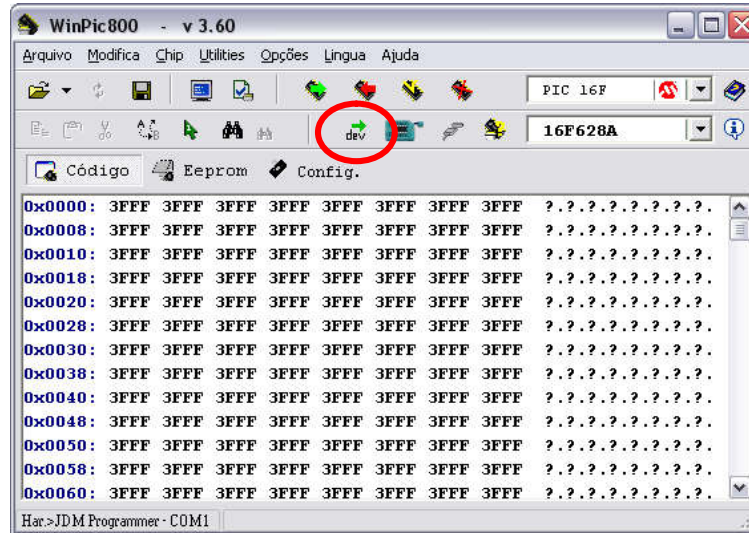 WinPic800 - v 3.60
Arquivo Modifica Chip Utilities Opções Lingua Ajuda
PIC 16F
dev 16F628A
Código Eeprom Config.
0x0000: 3FFF 3FFF 3FFF 3FFF 3FFF 3FFF 3FFF 3FFF ?.?.?.?.?.?.?.?.
0x0008: 3FFF 3FFF 3FFF 3FFF 3FFF 3FFF 3FFF 3FFF ?.?.?.?.?.?.?.?.
0x0010: 3FFF 3FFF 3FFF 3FFF 3FFF 3FFF 3FFF 3FFF ?.?.?.?.?.?.?.?.
0x0018: 3FFF 3FFF 3FFF 3FFF 3FFF 3FFF 3FFF 3FFF ?.?.?.?.?.?.?.?.
0x0020: 3FFF 3FFF 3FFF 3FFF 3FFF 3FFF 3FFF 3FFF ?.?.?.?.?.?.?.?.
0x0028: 3FFF 3FFF 3FFF 3FFF 3FFF 3FFF 3FFF 3FFF ?.?.?.?.?.?.?.?.
0x0030: 3FFF 3FFF 3FFF 3FFF 3FFF 3FFF 3FFF 3FFF ?.?.?.?.?.?.?.?.
0x0038: 3FFF 3FFF 3FFF 3FFF 3FFF 3FFF 3FFF 3FFF ?.?.?.?.?.?.?.?.
0x0040: 3FFF 3FFF 3FFF 3FFF 3FFF 3FFF 3FFF 3FFF ?.?.?.?.?.?.?.?.
0x0048: 3FFF 3FFF 3FFF 3FFF 3FFF 3FFF 3FFF 3FFF ?.?.?.?.?.?.?.?.
0x0050: 3FFF 3FFF 3FFF 3FFF 3FFF 3FFF 3FFF 3FFF ?.?.?.?.?.?.?.?.
0x0058: 3FFF 3FFF 3FFF 3FFF 3FFF 3FFF 3FFF 3FFF ?.?.?.?.?.?.?.?.
0x0060: 3FFF 3FFF 3FFF 3FFF 3FFF 3FFF 3FFF 3FFF ?.?.?.?.?.?.?.?.
Har.>JDM Programmer - COM1